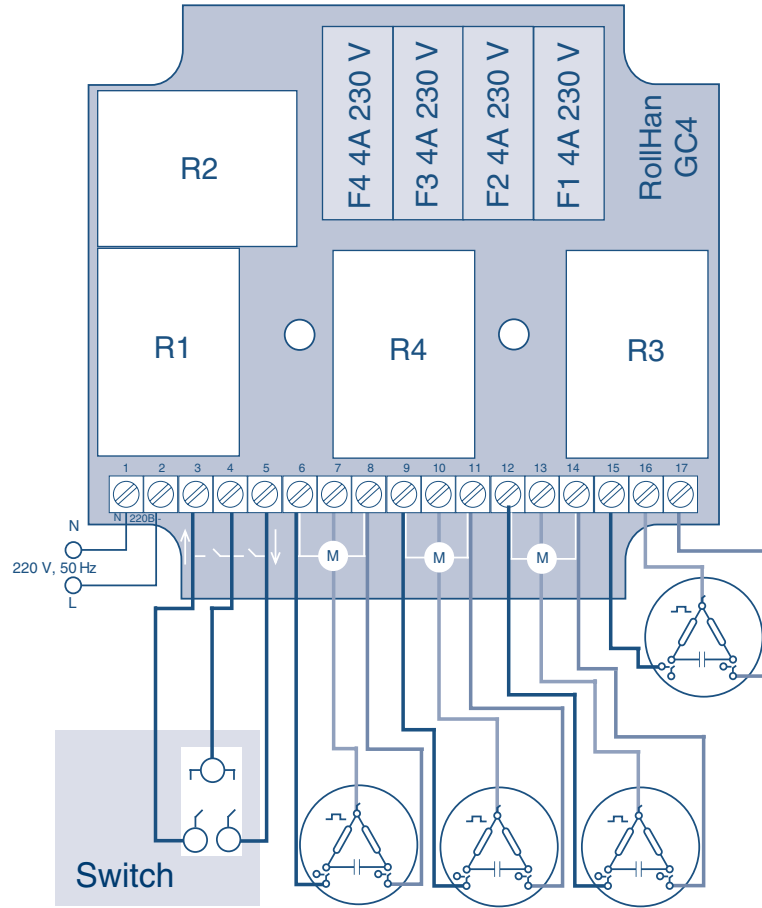 F4 4A 230 V
F3 4A 230 V
F2 4A 230 V
F1 4A 230 V
RollHan
GC4
R2
R1
R4
R3
1 2 3 4 5 6 7 8 9 10 11 12 13 14 15 16 17
N 220В~
N
220 V, 50 Hz
L
M
M
M
Switch